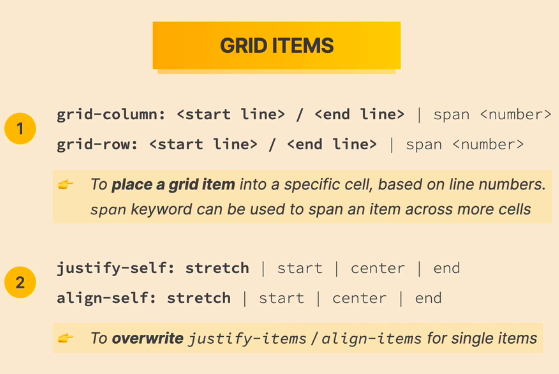 GRID ITEMS
1
grid-column: <start line> / <end line> | span <number>
grid-row: <start line> / <end line> | span <number>
To place a grid item into a specific cell, based on line numbers.
span keyword can be used to span an item across more cells
2
justify-self: stretch | start | center | end
align-self: stretch | start | center | end
To overwrite justify-items / align-items for single items